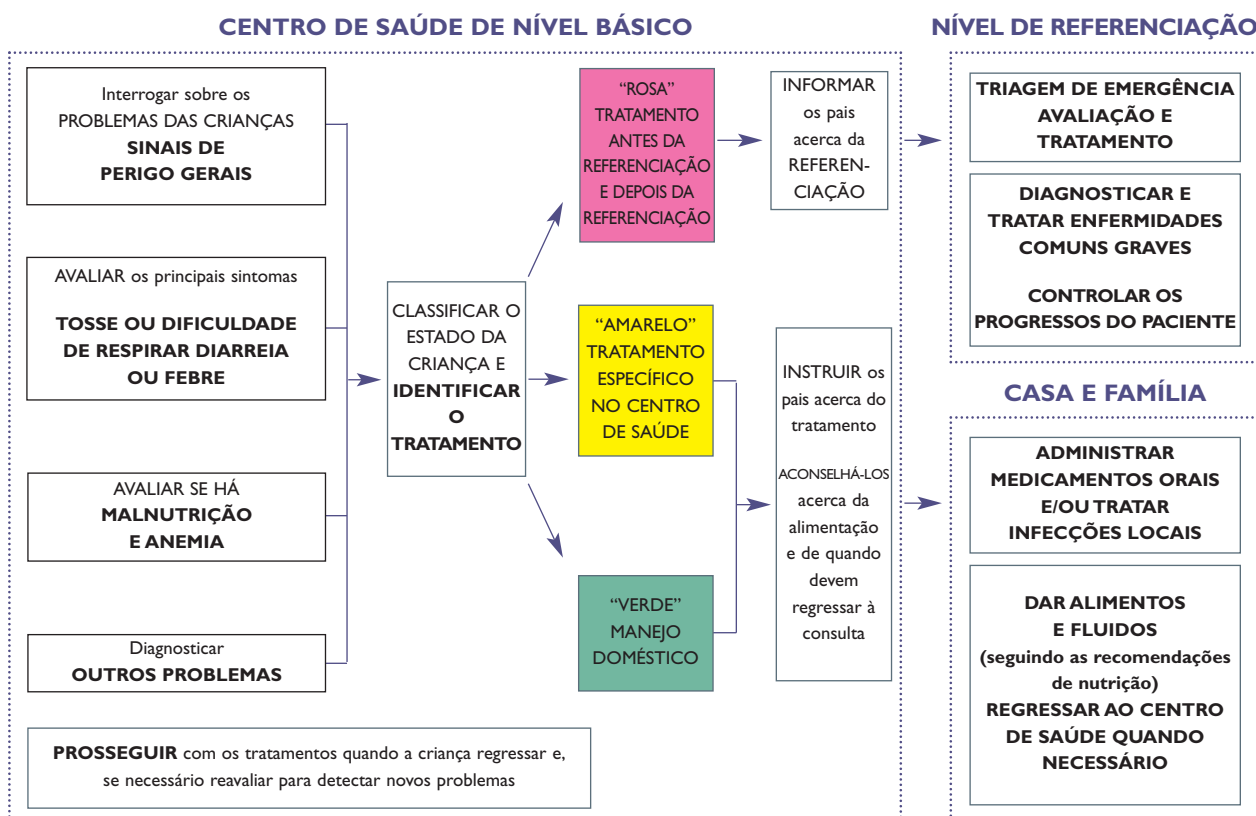 CENTRO DE SAÚDE DE NÍVEL BÁSICO
Interrogar sobre os
PROBLEMAS DAS CRIANÇAS
SINAIS DE
PERIGO GERAIS
AVALIAR os principais sintomas
TOSSE OU DIFICULDADE
DE RESPIRAR DIARREIA
OU FEBRE
AVALIAR SE HÁ
MALNUTRIÇÃO
E ANEMIA
Diagnosticar
OUTROS PROBLEMAS
CLASSIFICAR O
ESTADO DA
CRIANÇA E
IDENTIFICAR
O
TRATAMENTO
“ROSA”
TRATAMENTO
ANTES DA
REFERENCIAÇÃO
E DEPOIS DA
REFERENCIAÇÃO
“AMARELO”
TRATAMENTO
ESPECÍFICO
NO CENTRO
DE SAÚDE
“VERDE”
MANEJO
DOMÉSTICO
INFORMAR
os pais
acerca da
REFEREN-
CIAÇÃO
INSTRUIR os
pais acerca do
tratamento
ACONSELHÁ-LOS
acerca da
alimentação
e de quando
devem
regressar à
consulta
PROSSEGUIR com os tratamentos quando a criança regressar e,
se necessário reavaliar para detectar novos problemas
NÍVEL DE REFERENCIAÇÃO
TRIAGEM DE EMERGÊNCIA
AVALIAÇÃO E
TRATAMENTO
DIAGNOSTICAR E
TRATAR ENFERMIDADES
COMUNS GRAVES
CONTROLAR OS
PROGRESSOS DO PACIENTE
CASA E FAMÍLIA
ADMINISTRAR
MEDICAMENTOS ORAIS
E/OU TRATAR
INFECÇÕES LOCAIS
DAR ALIMENTOS
E FLUIDOS
(seguindo as recomendações
de nutrição)
REGRESSAR AO CENTRO
DE SAÚDE QUANDO
NECESSÁRIO